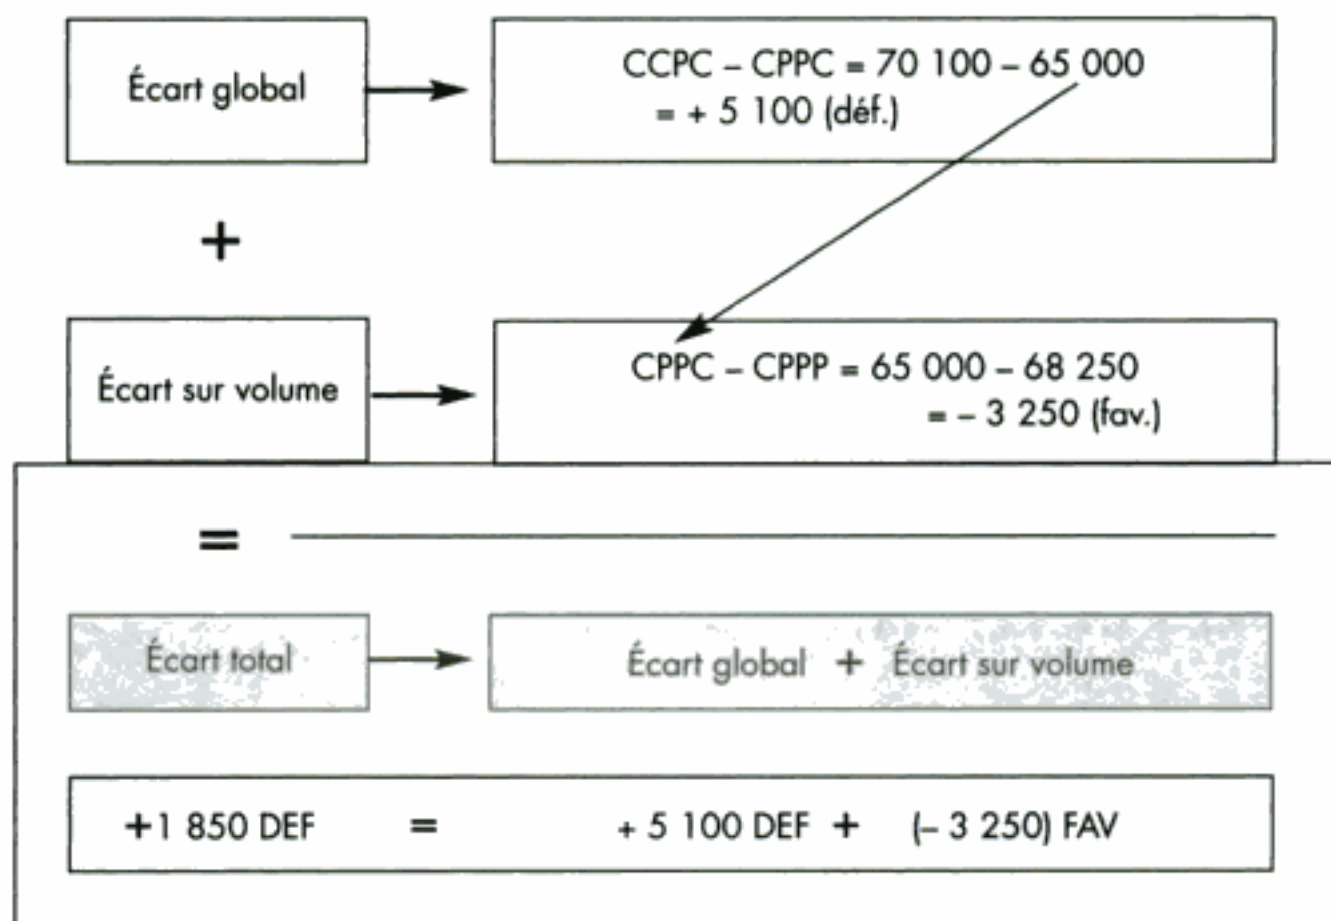 Écart global
CCPC – CPPC = 70 100 – 65 000
= + 5 100 (déf.)
+
Écart sur volume
CPPC – CPPP = 65 000 – 68 250
= – 3 250 (fav.)
=
Écart total
Écart global + Écart sur volume
+1 850 DEF = + 5 100 DEF + (– 3 250) FAV